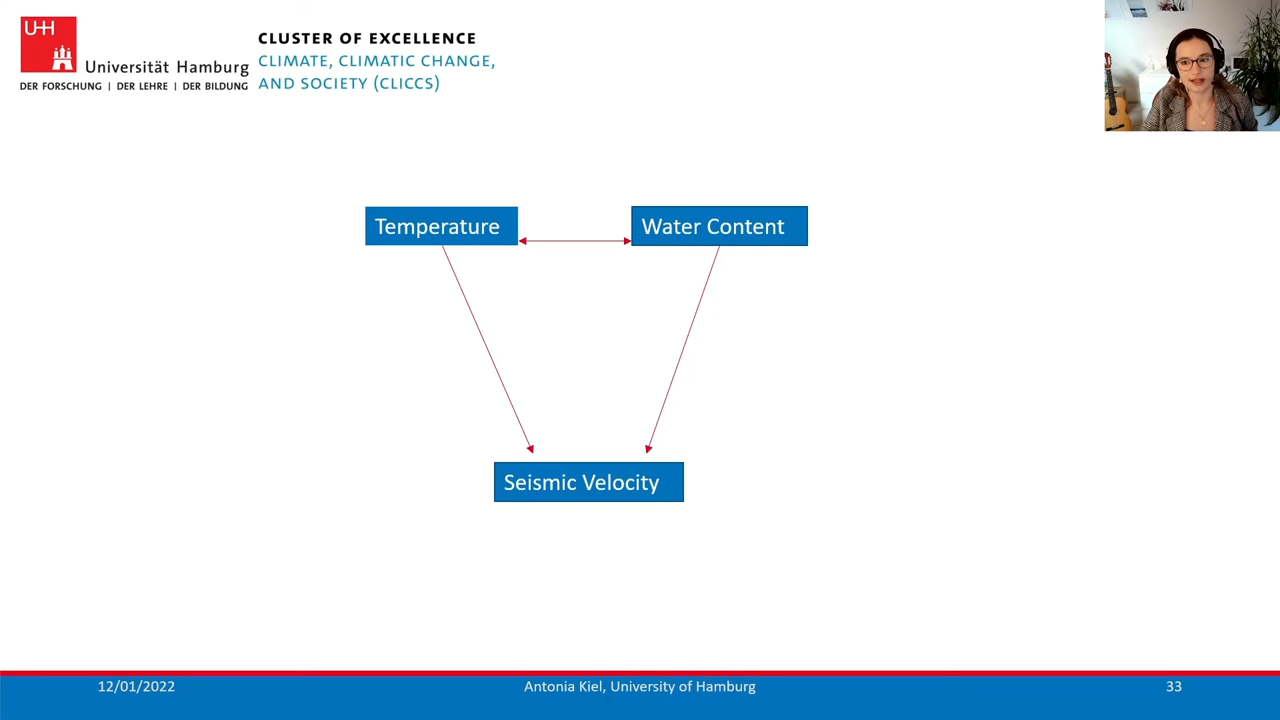 UH
Universität Hamburg
DER FORSCHUNG | DER LEHRE | DER BILDUNG
CLUSTER OF EXCELLENCE
CLIMATE, CLIMATIC CHANGE,
AND SOCIETY (CLICCS)
Temperature
Water Content
Seismic Velocity
12/01/2022
Antonia Kiel, University of Hamburg
33